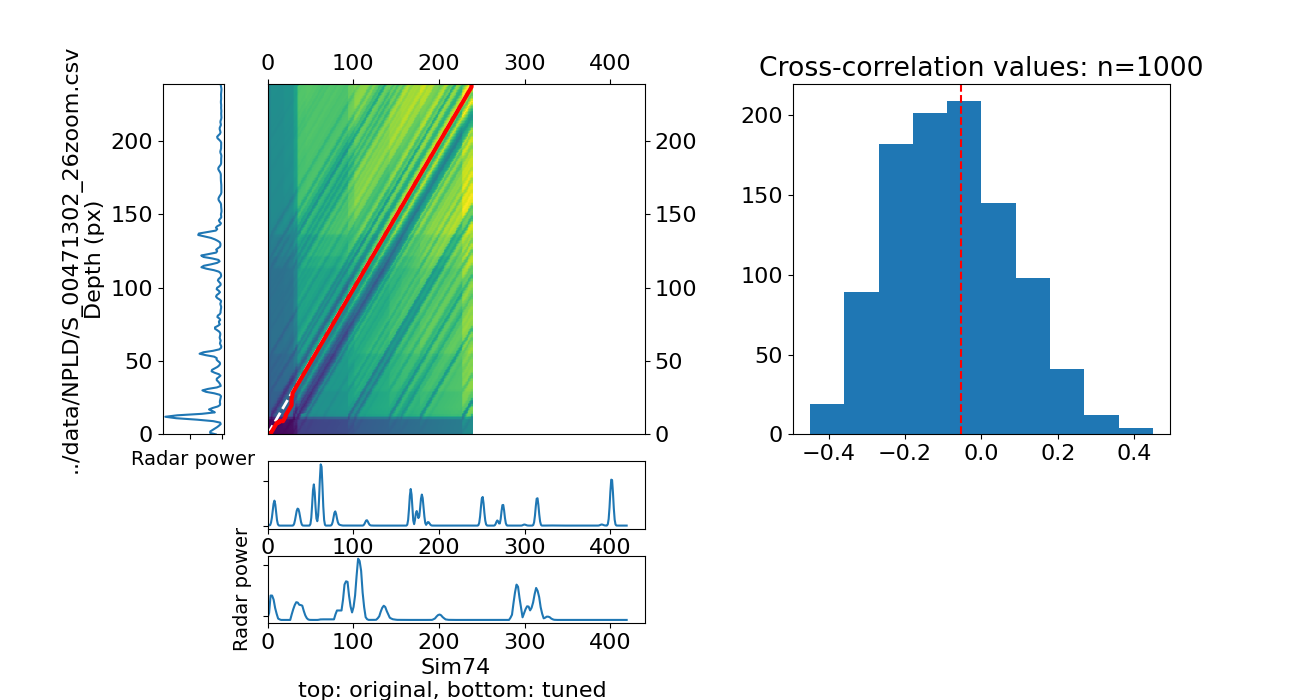 0 100 200 300 400
Cross-correlation values: n=1000
../data/NPLD/S_00471302_26zoom.csv
Depth (px)
200
150
100
50
0
200
150
100
50
0
200
150
100
50
0
−0.4 −0.2 0.0 0.2 0.4
Radar power
0 100 200 300 400
Radar power
0 100 200 300 400
Sim74
top: original, bottom: tuned